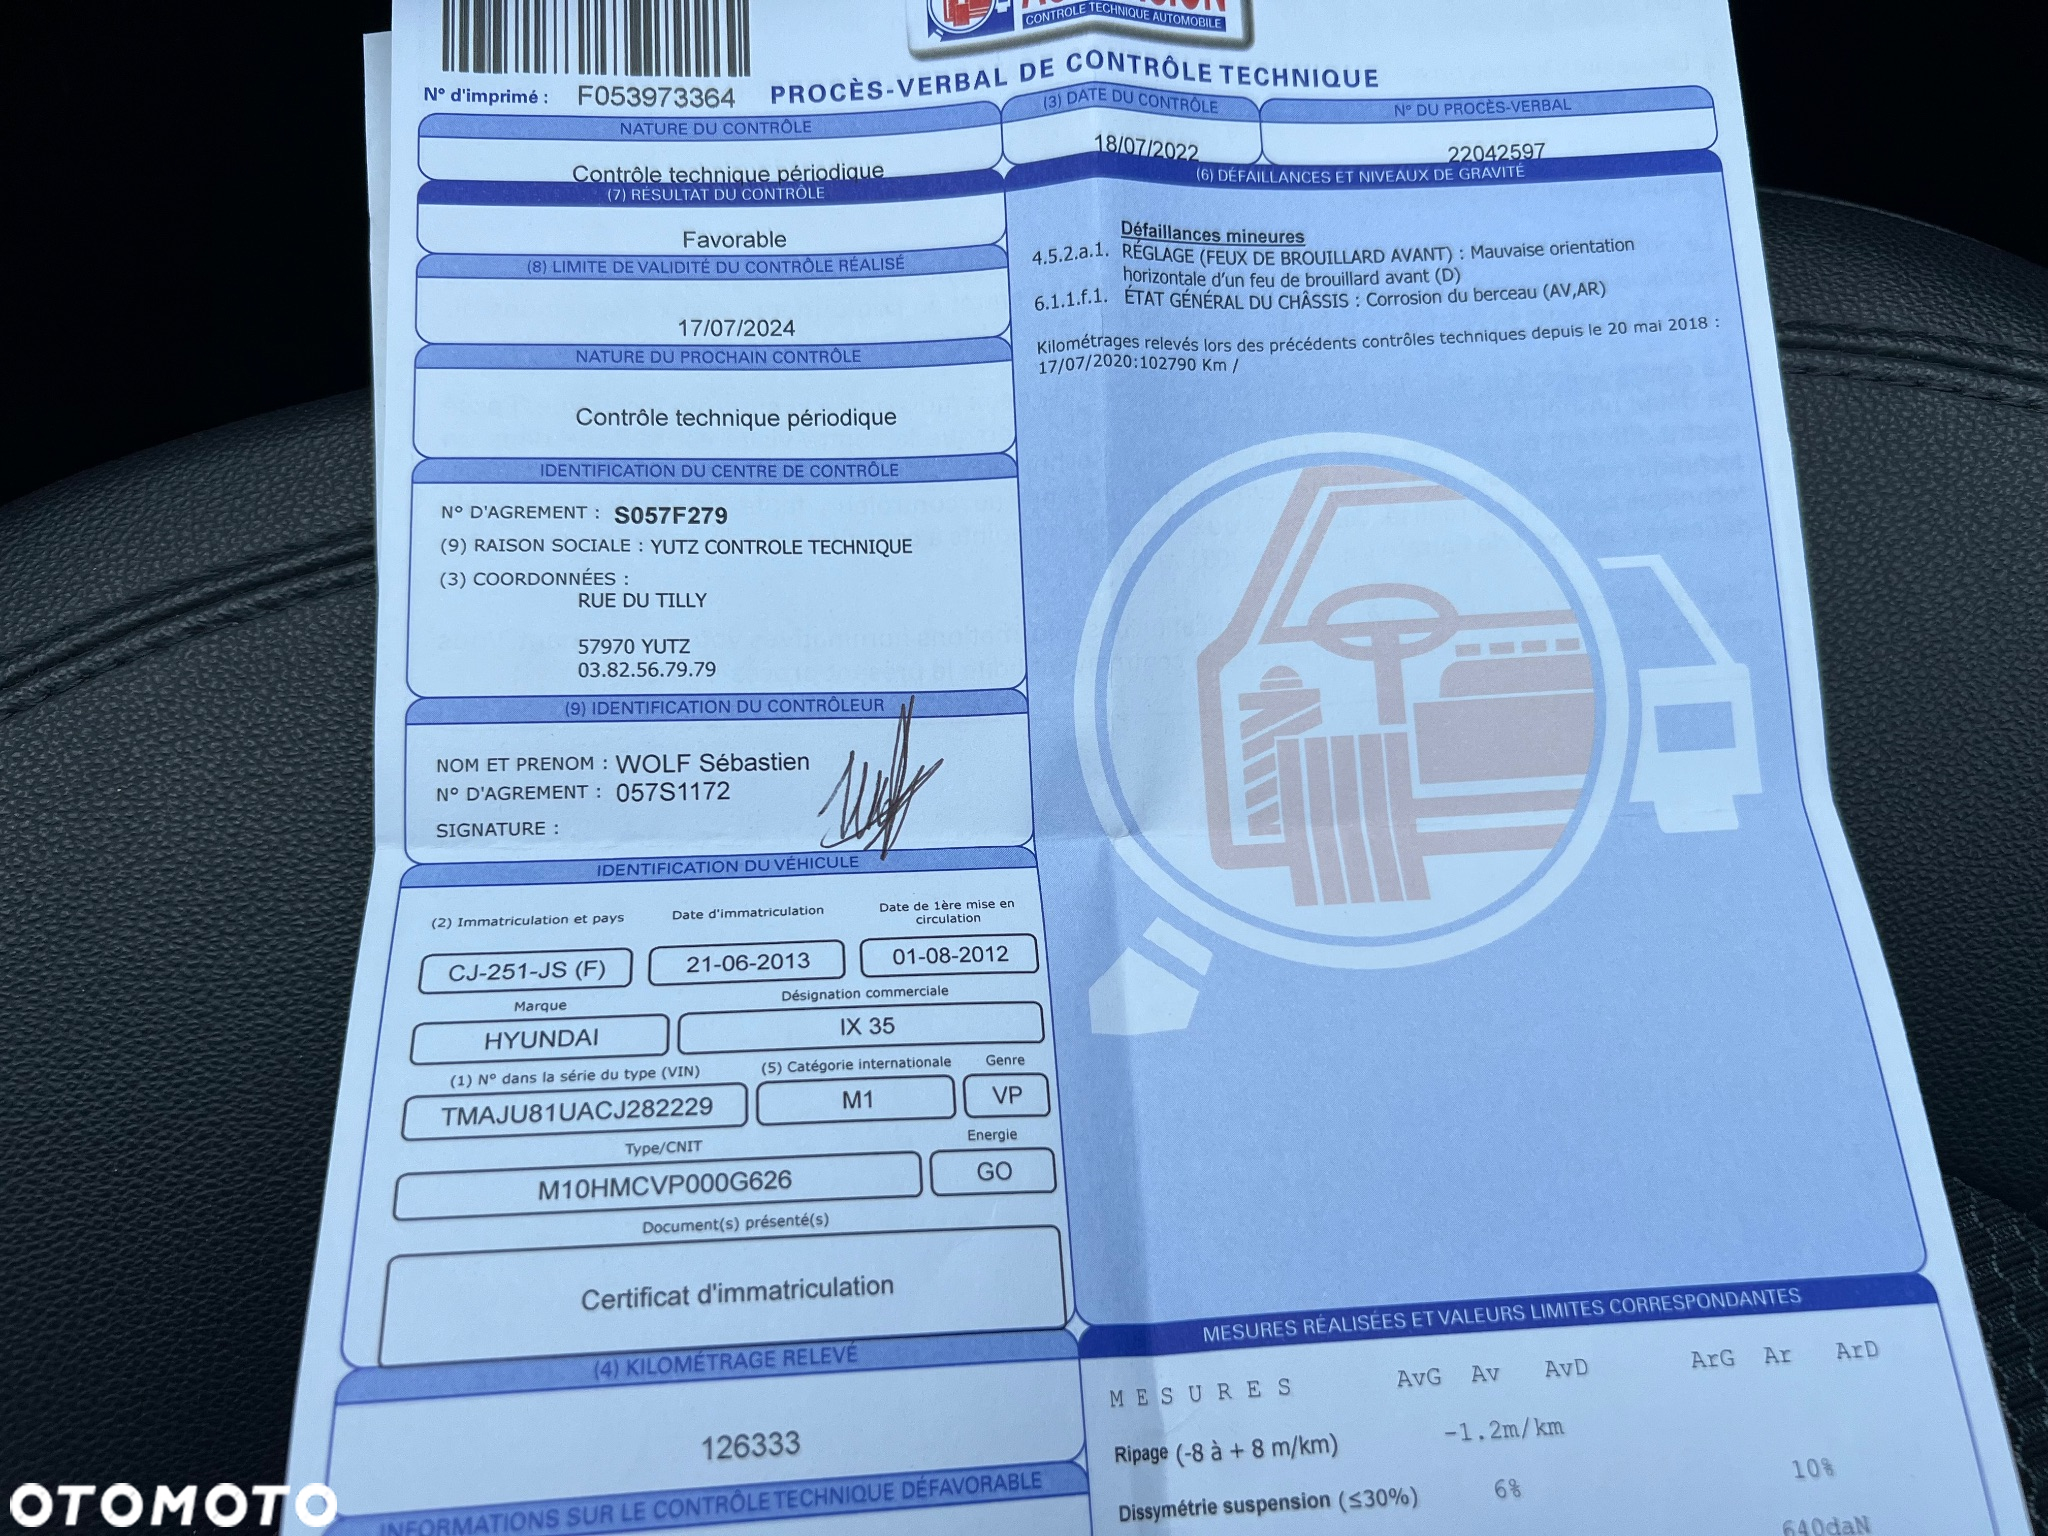 CONTROLE TECHNIQUE AUTOMOBILE
N° d'imprimé : F053973364
PROCÈS-VERBAL DE CONTRÔLE TECHNIQUE
NATURE DU CONTRÔLE
Contrôle technique périodique
(3) DATE DU CONTRÔLE
18/07/2022
N° DU PROCÈS-VERBAL
22042597
(7) RÉSULTAT DU CONTRÔLE
Favorable
(8) LIMITE DE VALIDITÉ DU CONTRÔLE RÉALISÉ
17/07/2024
NATURE DU PROCHAIN CONTRÔLE
Contrôle technique périodique
IDENTIFICATION DU CENTRE DE CONTRÔLE
N° D'AGREMENT : S057F279
(9) RAISON SOCIALE : YUTZ CONTROLE TECHNIQUE
(3) COORDONNÉES :
RUE DU TILLY
57970 YUTZ
03.82.56.79.79
(9) IDENTIFICATION DU CONTRÔLEUR
NOM ET PRENOM : WOLF Sébastien
N° D'AGREMENT : 057S1172
SIGNATURE :
IDENTIFICATION DU VÉHICULE
(2) Immatriculation et pays
Date d'immatriculation
Date de 1ère mise en
circulation
CJ-251-JS (F)
21-06-2013
01-08-2012
Marque
Désignation commerciale
HYUNDAI
IX 35
(1) N° dans la série du type (VIN)
(5) Catégorie internationale
Genre
TMAJU81UACJ282229
M1
VP
Type/CNIT
Energie
M10HMCVP000G626
GO
Document(s) présenté(s)
Certificat d'immatriculation
(4) KILOMÉTRAGE RELEVÉ
126333
INFORMATIONS SUR LE CONTRÔLE TECHNIQUE DÉFAVORABLE
(6) DÉFAILLANCES ET NIVEAUX DE GRAVITÉ
Défaillances mineures
4.5.2.a.1. RÉGLAGE (FEUX DE BROUILLARD AVANT) : Mauvaise orientation
horizontale d'un feu de brouillard avant (D)
6.1.1.f.1. ÉTAT GÉNÉRAL DU CHÂSSIS : Corrosion du berceau (AV,AR)
Kilométrages relevés lors des précédents contrôles techniques depuis le 20 mai 2018 :
17/07/2020:102790 Km /
MESURES RÉALISÉES ET VALEURS LIMITES CORRESPONDANTES
M E S U R E S AvG Av AvD ArG Ar ArD
Ripage (-8 à + 8 m/km) -1.2m/km
Dissymétrie suspension (≤30%) 6% 10%
640daN
OTOMOTO